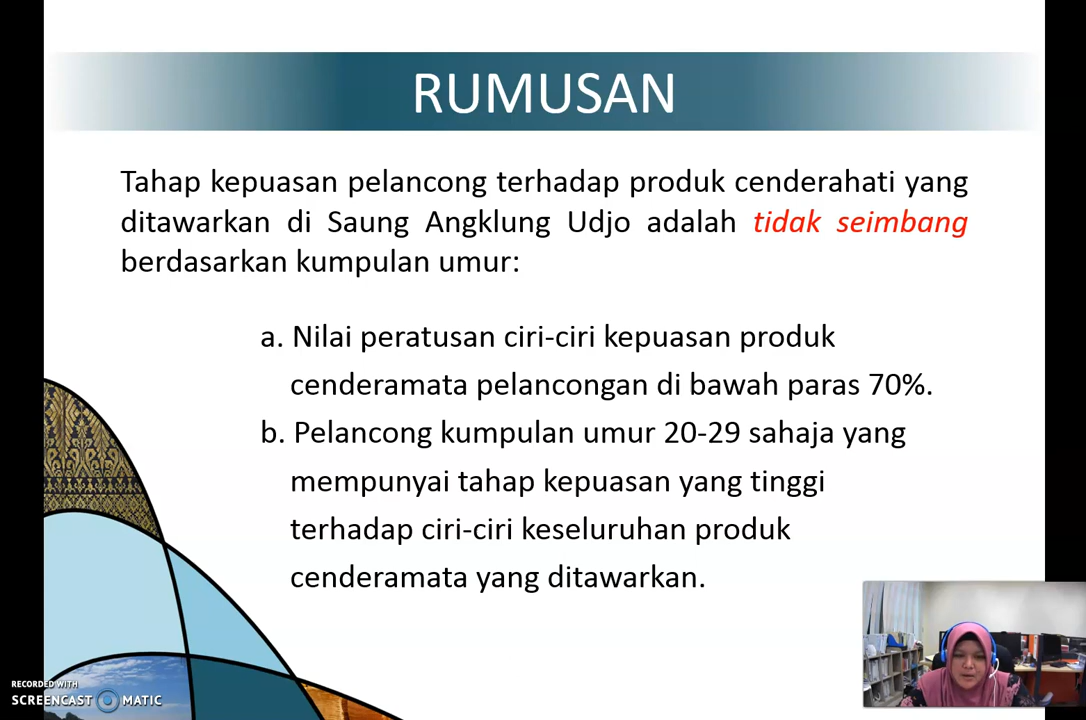 RUMUSAN
Tahap kepuasan pelancong terhadap produk cenderahati yang
ditawarkan di Saung Angklung Udjo adalah tidak seimbang
berdasarkan kumpulan umur:
a. Nilai peratusan ciri-ciri kepuasan produk
cenderamata pelancongan di bawah paras 70%.
b. Pelancong kumpulan umur 20-29 sahaja yang
mempunyai tahap kepuasan yang tinggi
terhadap ciri-ciri keseluruhan produk
cenderamata yang ditawarkan.
RECORDED WITH
SCREENCAST MATIC